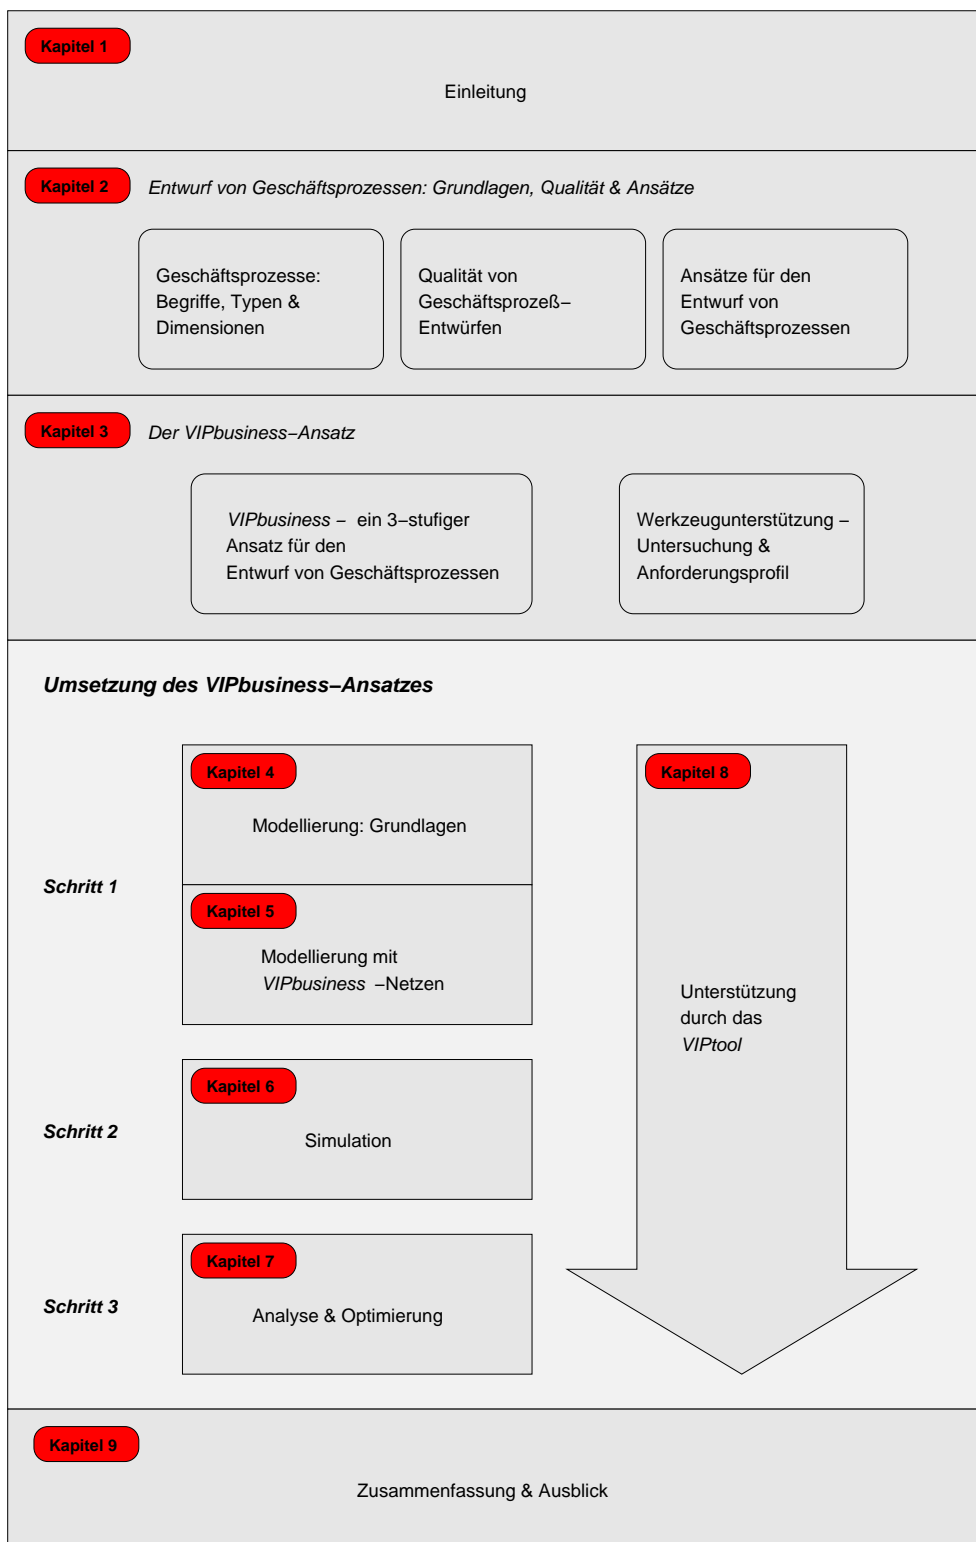 Kapitel 1
Einleitung
Kapitel 2
Entwurf von Geschäftsprozessen: Grundlagen, Qualität & Ansätze
Geschäftsprozesse:
Begriffe, Typen &
Dimensionen
Qualität von
Geschäftsprozeß–
Entwürfen
Ansätze für den
Entwurf von
Geschäftsprozessen
Kapitel 3
Der VIPbusiness–Ansatz
VIPbusiness – ein 3–stufiger
Ansatz für den
Entwurf von Geschäftsprozessen
Werkzeugunterstützung –
Untersuchung &
Anforderungsprofil
Umsetzung des VIPbusiness–Ansatzes
Schritt 1
Kapitel 4
Modellierung: Grundlagen
Kapitel 5
Modellierung mit
VIPbusiness –Netzen
Schritt 2
Kapitel 6
Simulation
Schritt 3
Kapitel 7
Analyse & Optimierung
Kapitel 8
Unterstützung
durch das
VIPtool
Kapitel 9
Zusammenfassung & Ausblick